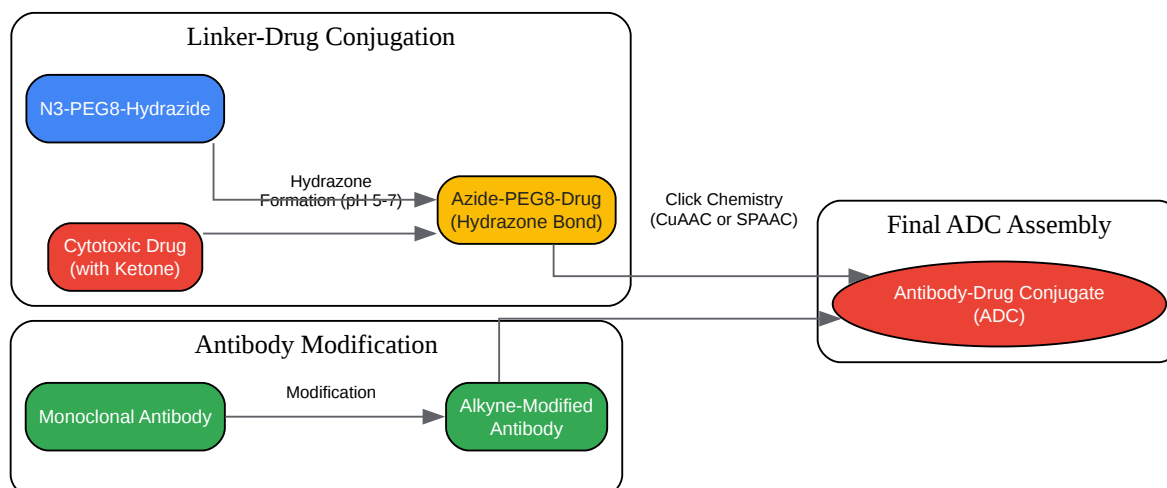 Linker-Drug Conjugation
N3-PEG8-Hydrazide
Hydrazone
Formation (pH 5-7)
Cytotoxic Drug
(with Ketone)
Azide-PEG8-Drug
(Hydrazone Bond)
Click Chemistry
(CuAAC or SPAAC)
Final ADC Assembly
Antibody-Drug Conjugate
(ADC)
Antibody Modification
Monoclonal Antibody
Modification
Alkyne-Modified
Antibody